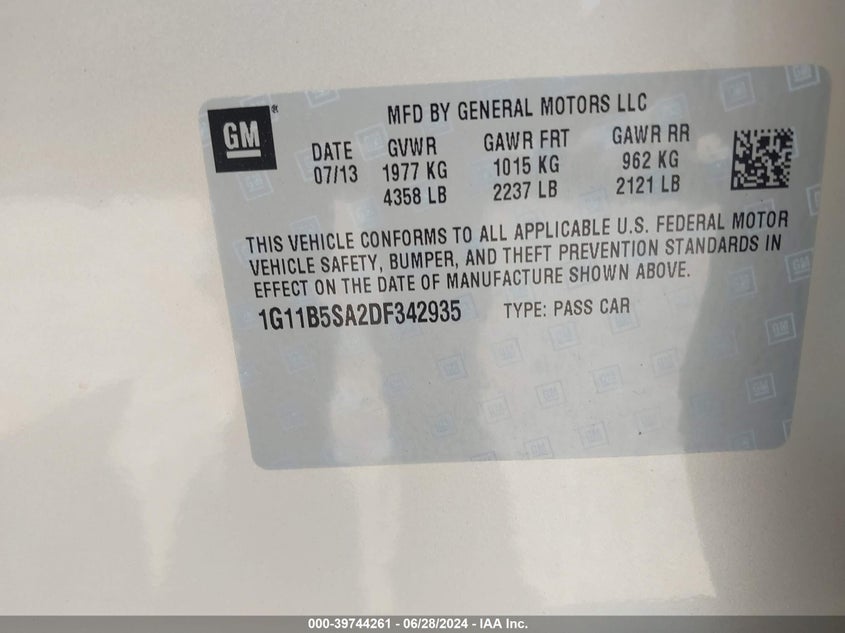 GM
MFD BY GENERAL MOTORS LLC
DATE GVWR GAWR FRT GAWR RR
07/13 1977 KG 1015 KG 962 KG
4358 LB 2237 LB 2121 LB
THIS VEHICLE CONFORMS TO ALL APPLICABLE U.S. FEDERAL MOTOR
VEHICLE SAFETY, BUMPER, AND THEFT PREVENTION STANDARDS IN
EFFECT ON THE DATE OF MANUFACTURE SHOWN ABOVE.
1G11B5SA2DF342935 TYPE: PASS CAR
000-39744261 - 06/28/2024 - IAA Inc.